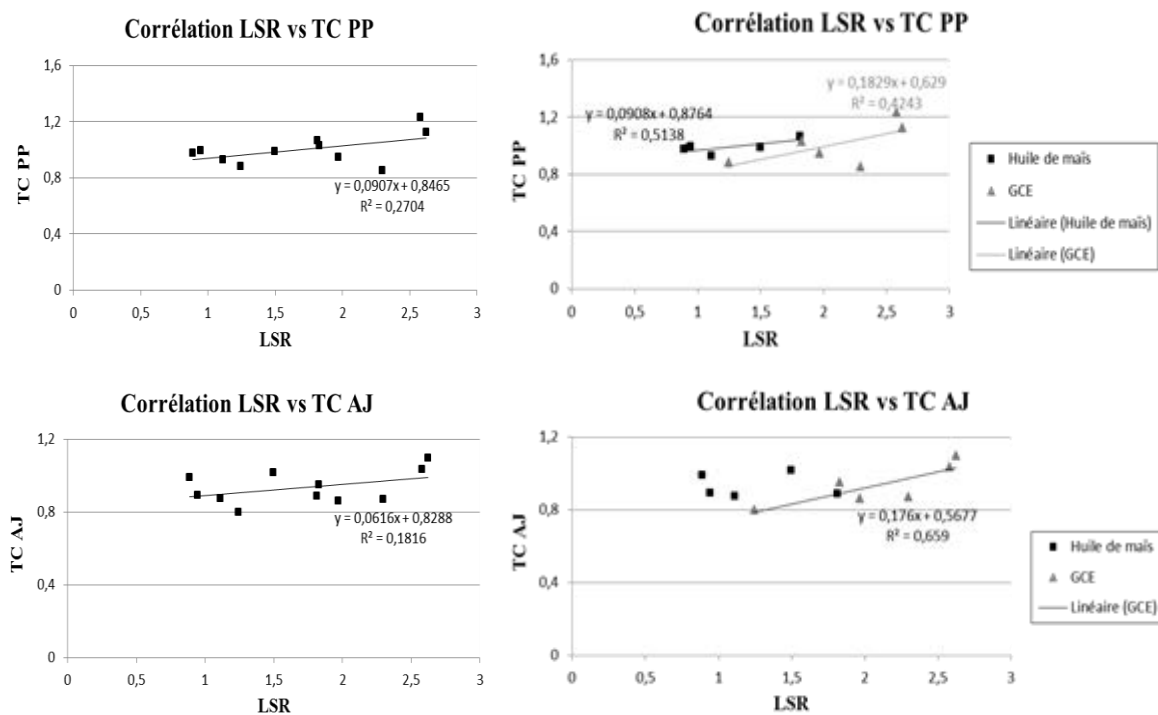 Corrélation LSR vs TC PP
1,6
1,2
0,8
0,4
0
TC PP
y = 0,0907x + 0,8465
R² = 0,2704
0 0,5 1 1,5 2 2,5 3
LSR
Corrélation LSR vs TC PP
1,6
1,2
0,8
0,4
0
TC PP
y = 0,1829x + 0,629
R² = 0,4243
y = 0,0908x + 0,8764
R² = 0,5138
0 0,5 1 1,5 2 2,5 3
LSR
Huile de maïs
GCE
Linéaire (Huile de maïs)
Linéaire (GCE)
Corrélation LSR vs TC AJ
1,2
0,8
0,4
0
TC AJ
y = 0,0616x + 0,8288
R² = 0,1816
0 0,5 1 1,5 2 2,5 3
LSR
Corrélation LSR vs TC AJ
1,2
0,8
0,4
0
TC AJ
y = 0,176x + 0,5677
R² = 0,659
0 0,5 1 1,5 2 2,5 3
LSR
Huile de maïs
GCE
Linéaire (GCE)